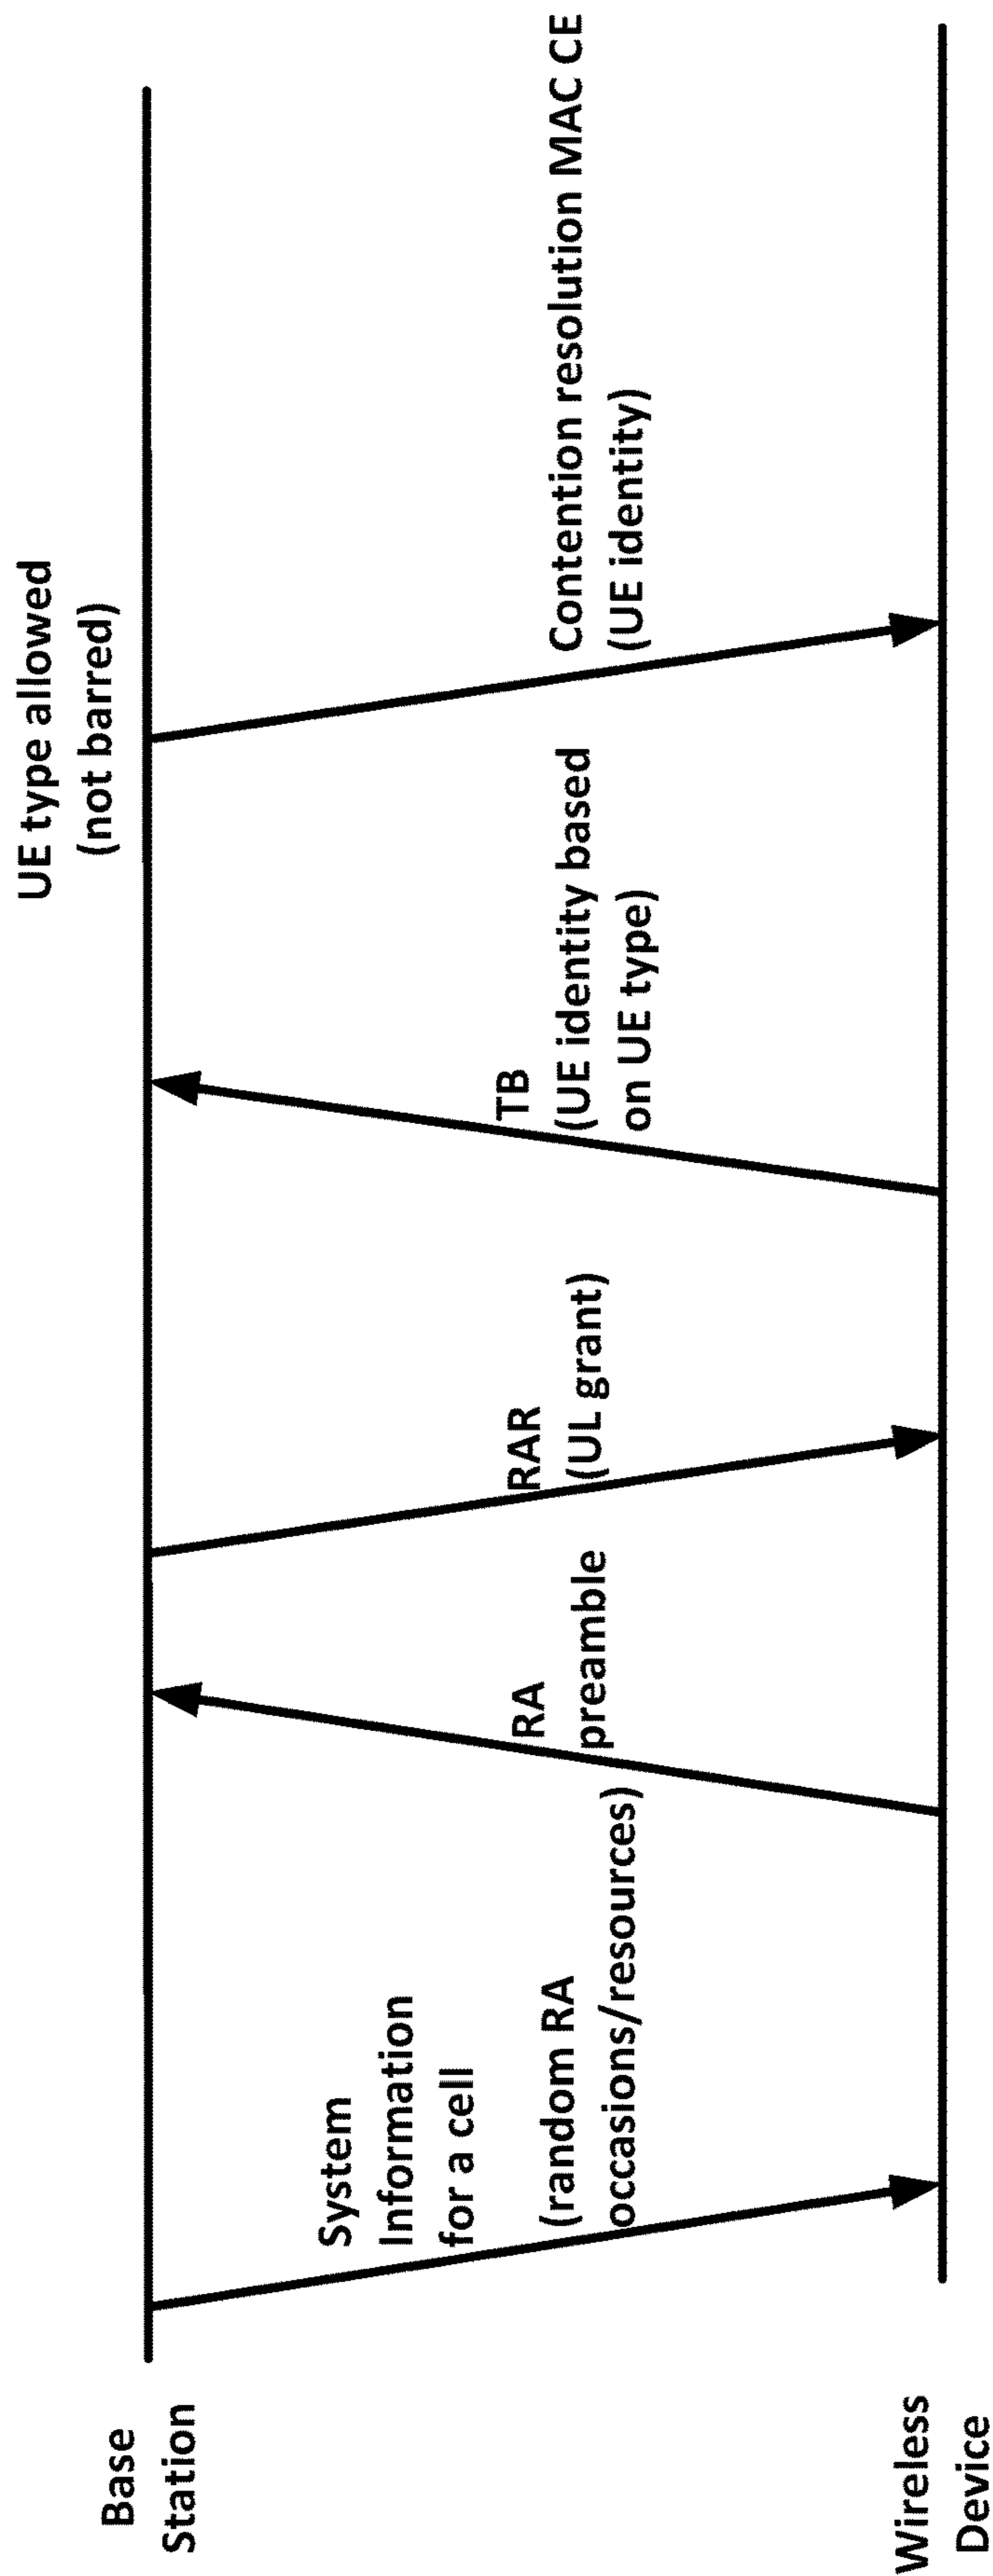 Base
Station
Wireless
Device
System
Information
for a cell
(random RA
occasions/resources)
RA
preamble
RAR
(UL grant)
TB
(UE identity based
on UE type)
UE type allowed
(not barred)
Contention resolution MAC CE
(UE identity)